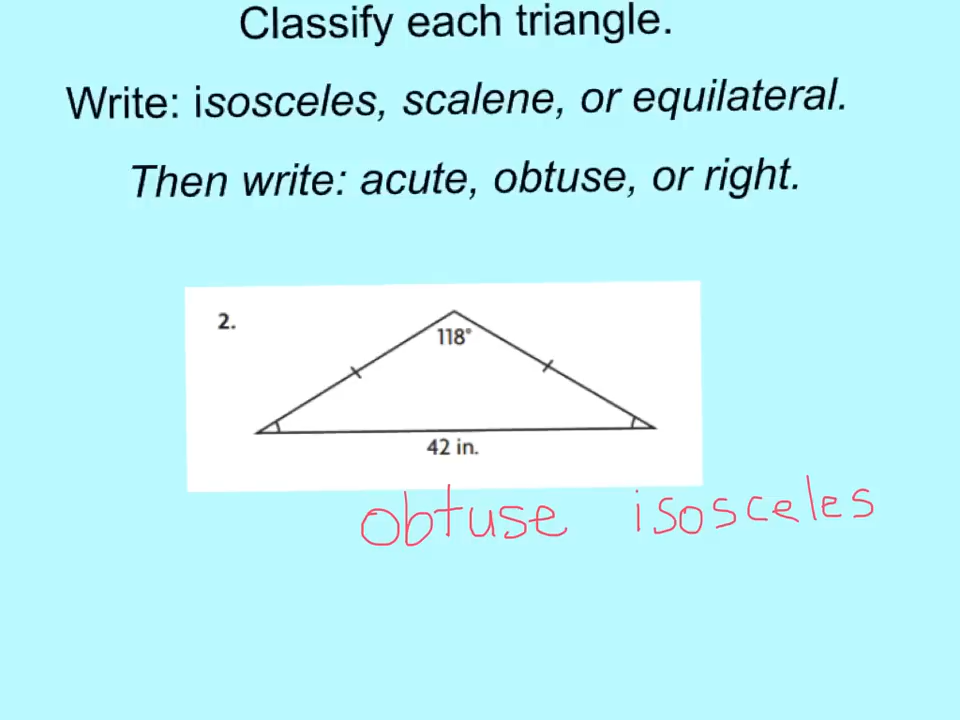 Classify each triangle.
Write: isosceles, scalene, or equilateral.
Then write: acute, obtuse, or right.
2.
118°
42 in.
obtuse isosceles